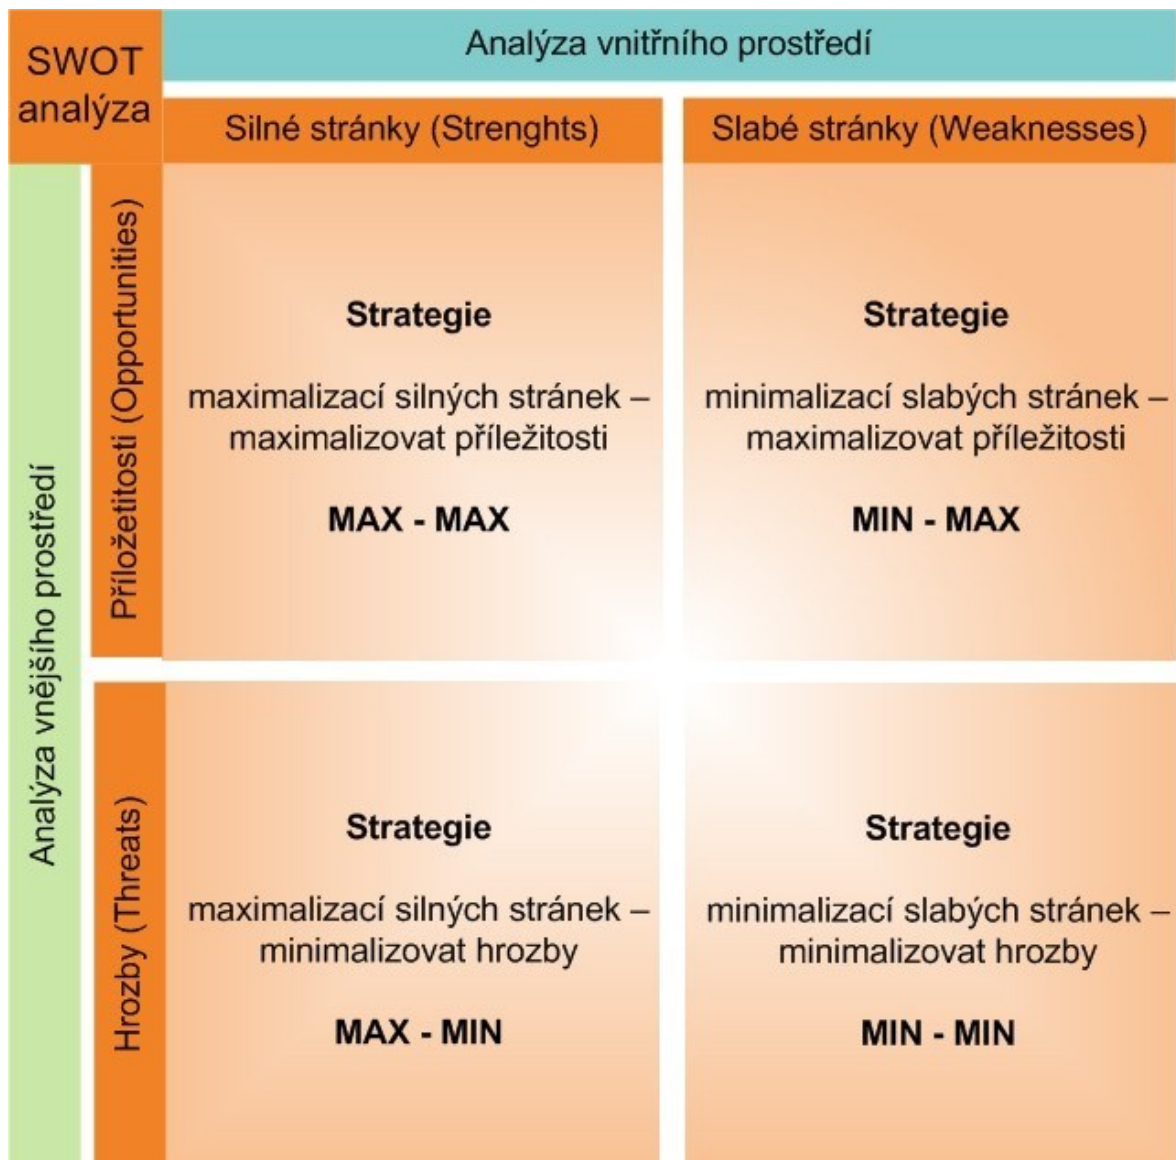 SWOT
analýza
Analýza vnitřního prostředí
Silné stránky (Strenghts)
Slabé stránky (Weaknesses)
Analýza vnějšího prostředí
Příložetitosti (Opportunities)
Strategie
maximalizací silných stránek –
maximalizovat příležitosti
MAX - MAX
Strategie
minimalizací slabých stránek –
maximalizovat příležitosti
MIN - MAX
Hrozby (Threats)
Strategie
maximalizací silných stránek –
minimalizovat hrozby
MAX - MIN
Strategie
minimalizací slabých stránek –
minimalizovat hrozby
MIN - MIN